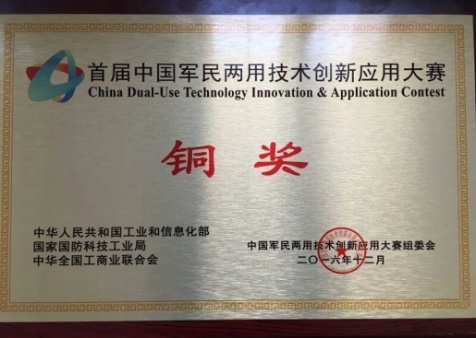 首届中国军民两用技术创新应用大赛
China Dual-Use Technology Innovation & Application Contest
铜奖
中华人民共和国工业和信息化部
国家国防科技工业局
中华全国工商业联合会
中国军民两用技术创新应用大赛组委会
二〇一六年十二月